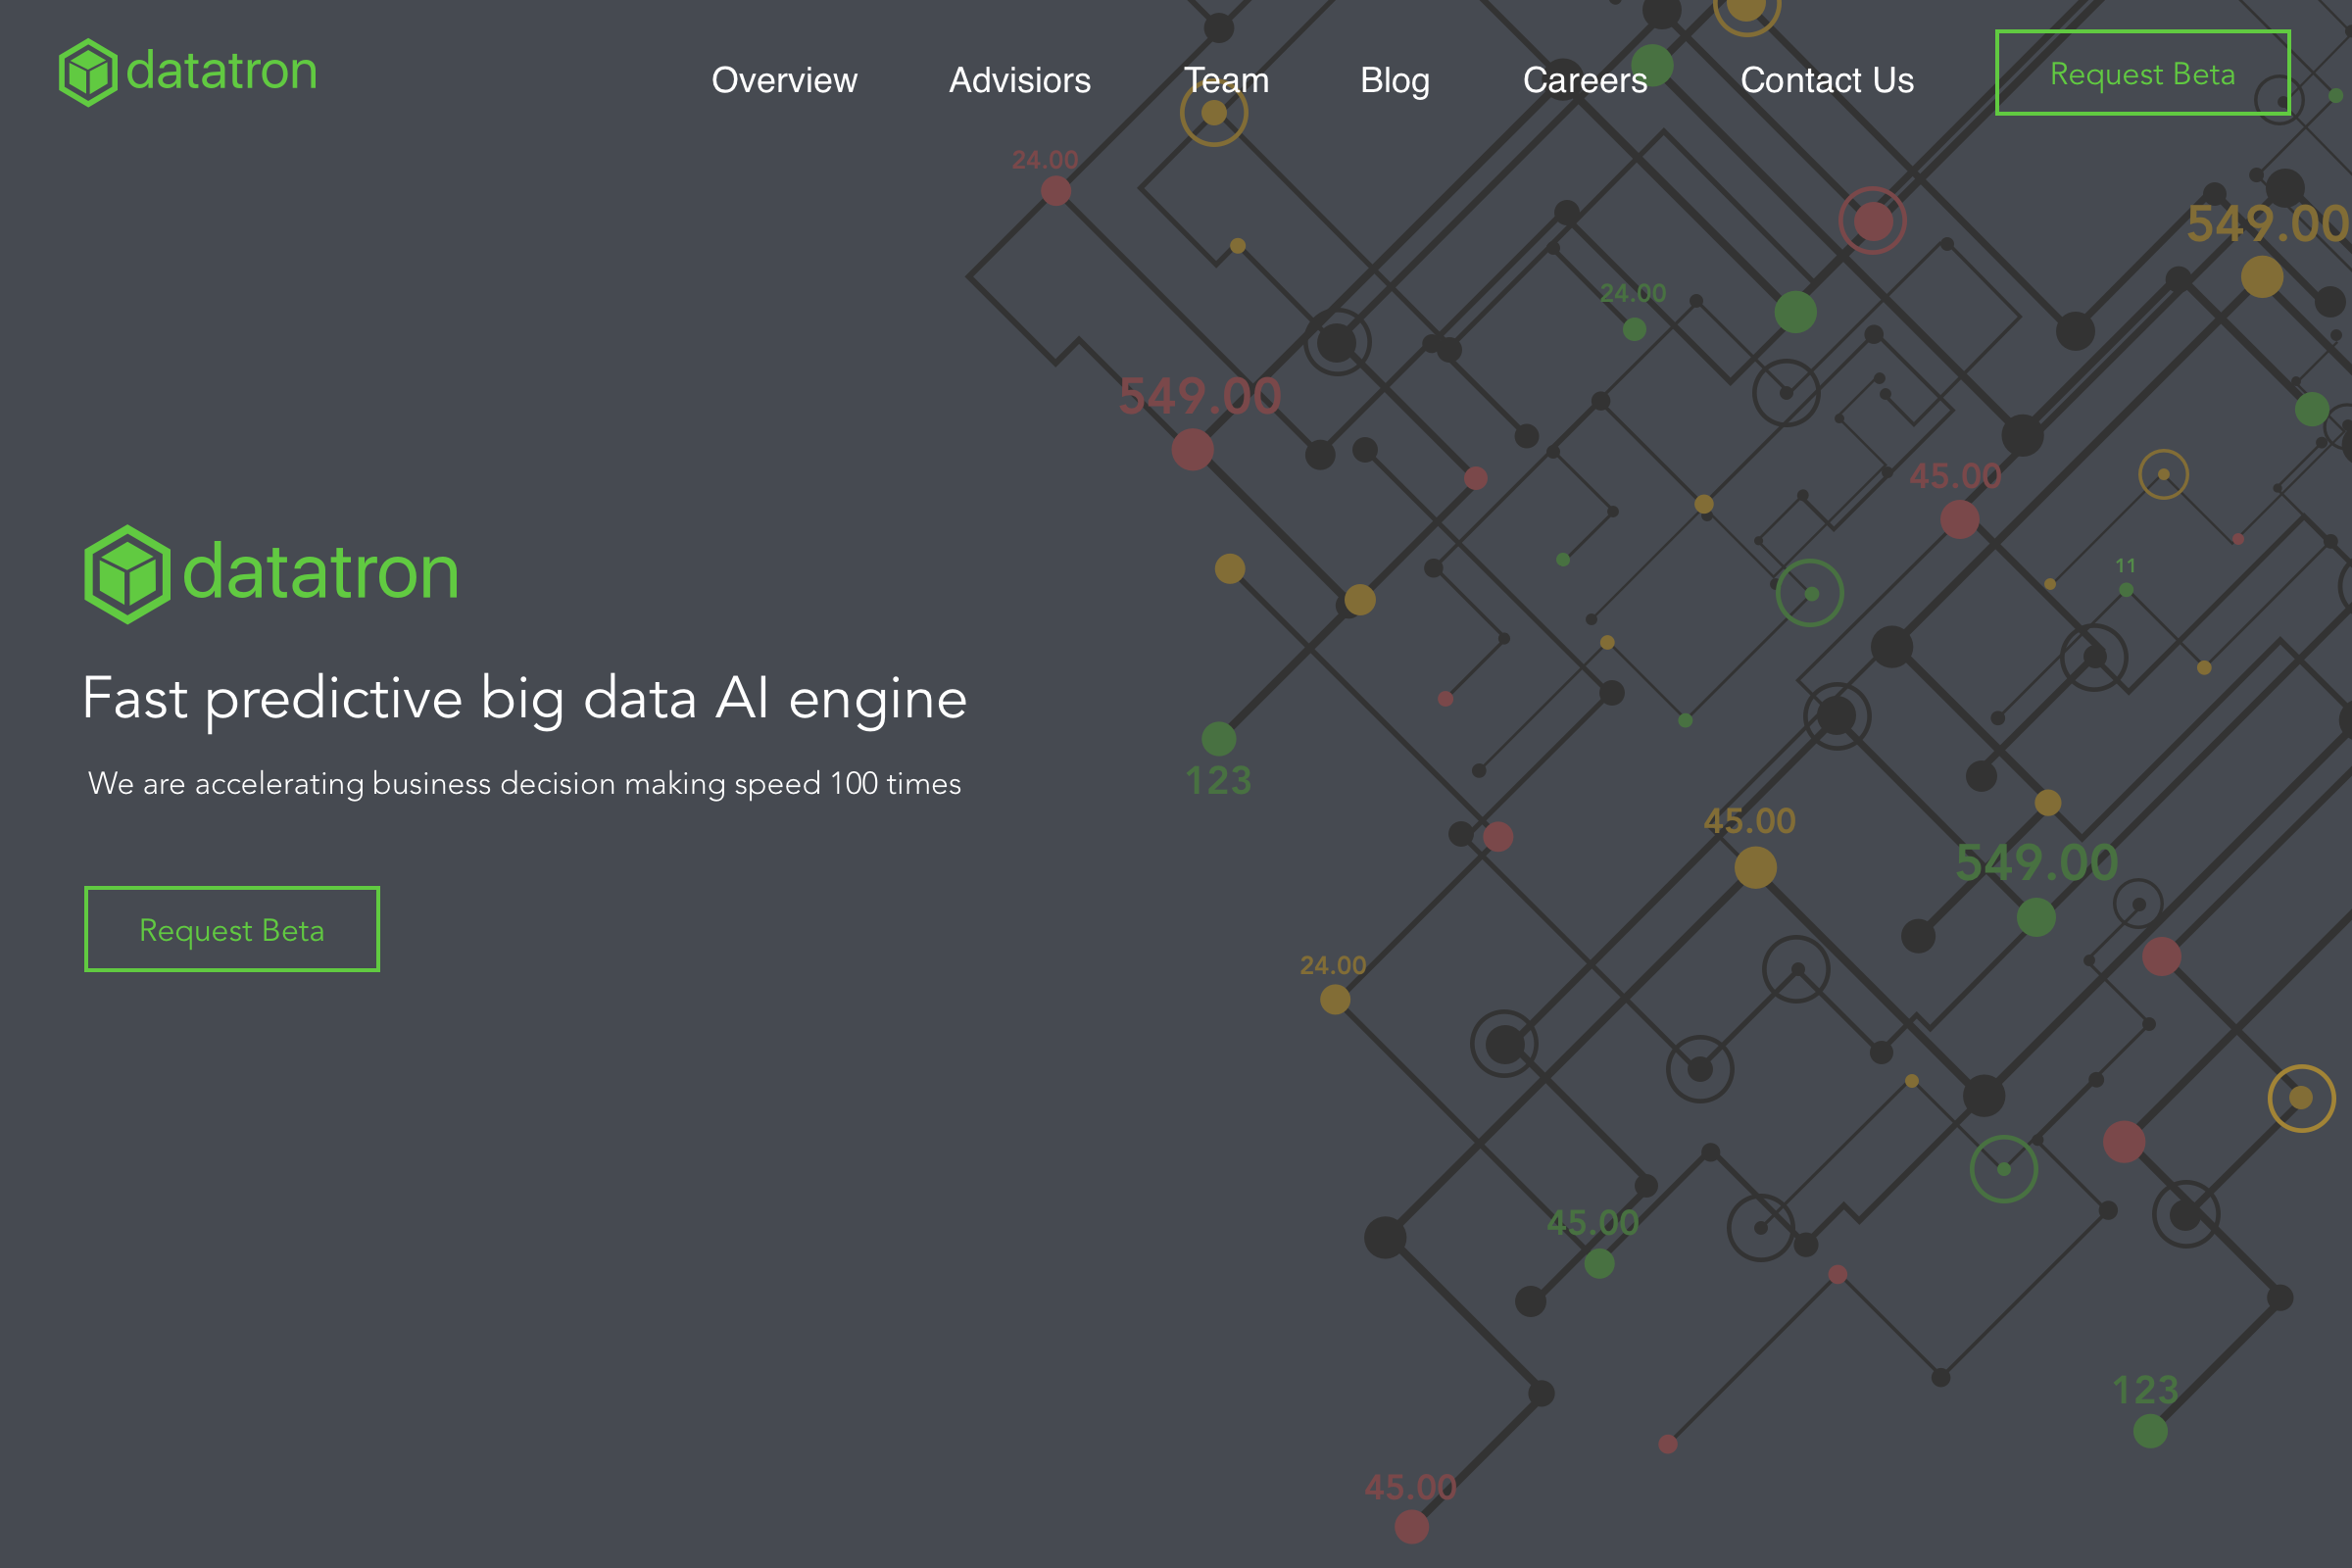 datatron
Overview Advisiors Team Blog Careers Contact Us Request Beta
24.00
549.00
24.00
549.00
45.00
datatron
11
Fast predictive big data AI engine
We are accelerating business decision making speed 100 times
123
45.00
549.00
Request Beta
24.00
45.00
123
45.00